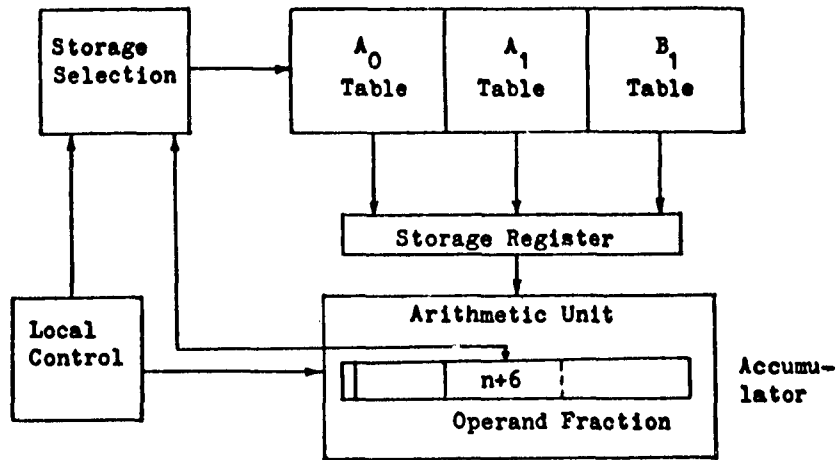 Storage
Selection
A0
Table
A1
Table
B1
Table
Storage Register
Local
Control
Arithmetic Unit
n+6
Operand Fraction
Accumu-
lator